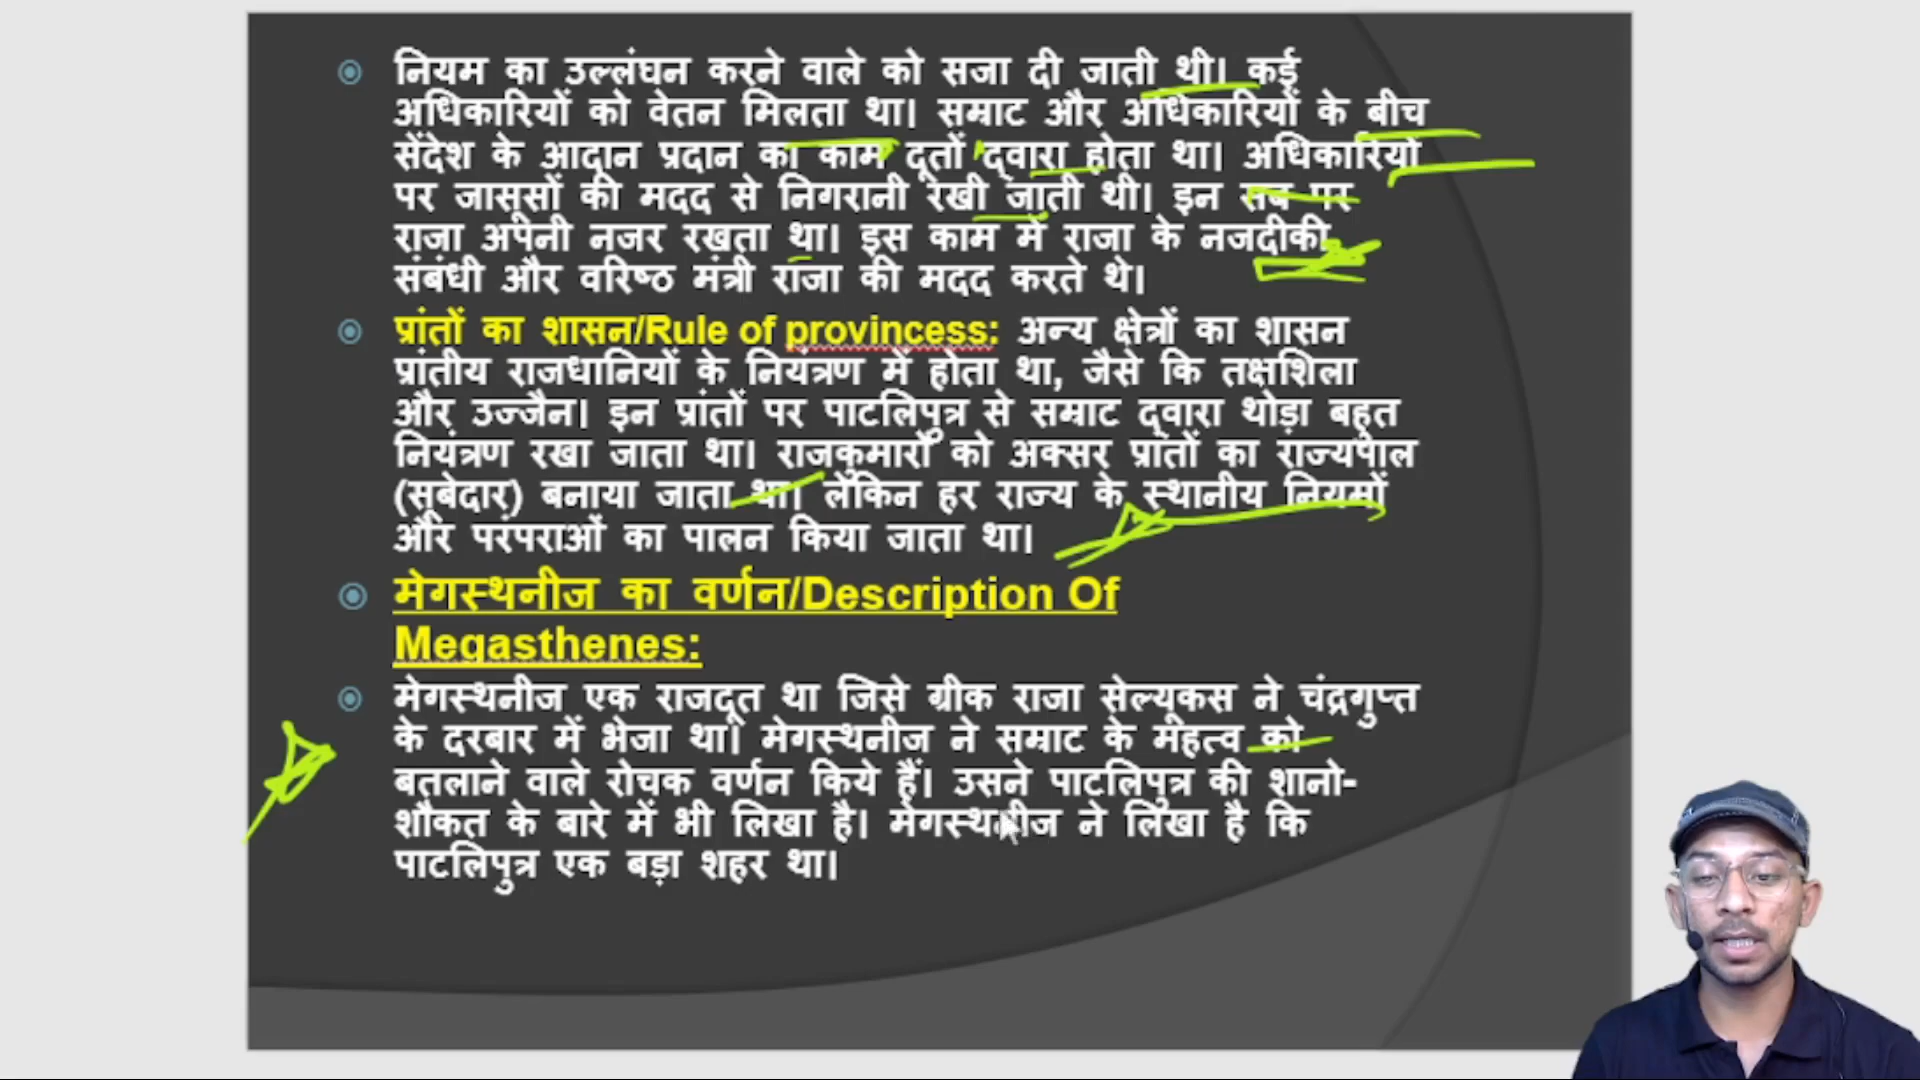 नियम का उल्लंघन करने वाले को सजा दी जाती थी। कई
अधिकारियों को वेतन मिलता था। सम्राट और अधिकारियों के बीच
सेंदेश के आदान प्रदान का काम दूतों द्वारा होता था। अधिकारियों
पर जासूसों की मदद से निगरानी रखी जाती थी। इन सब पर
राजा अपनी नजर रखता था। इस काम में राजा के नजदीकी
संबंधी और वरिष्ठ मंत्री राजा की मदद करते थे।
प्रांतों का शासन/Rule of provincess: अन्य क्षेत्रों का शासन
प्रांतीय राजधानियों के नियंत्रण में होता था, जैसे कि तक्षशिला
और उज्जैन। इन प्रांतों पर पाटलिपुत्र से सम्राट द्वारा थोड़ा बहुत
नियंत्रण रखा जाता था। राजकुमारों को अक्सर प्रांतों का राज्यपाल
(सूबेदार) बनाया जाता था। लेकिन हर राज्य के स्थानीय नियमों
और परंपराओं का पालन किया जाता था।
मेगस्थनीज का वर्णन/Description Of
Megasthenes:
मेगस्थनीज एक राजदूत था जिसे ग्रीक राजा सेल्यूकस ने चंद्रगुप्त
के दरबार में भेजा था। मेगस्थनीज ने सम्राट के महत्व को
बतलाने वाले रोचक वर्णन किये हैं। उसने पाटलिपुत्र की शानो-
शौकत के बारे में भी लिखा है। मेगस्थनीज ने लिखा है कि
पाटलिपुत्र एक बड़ा शहर था।